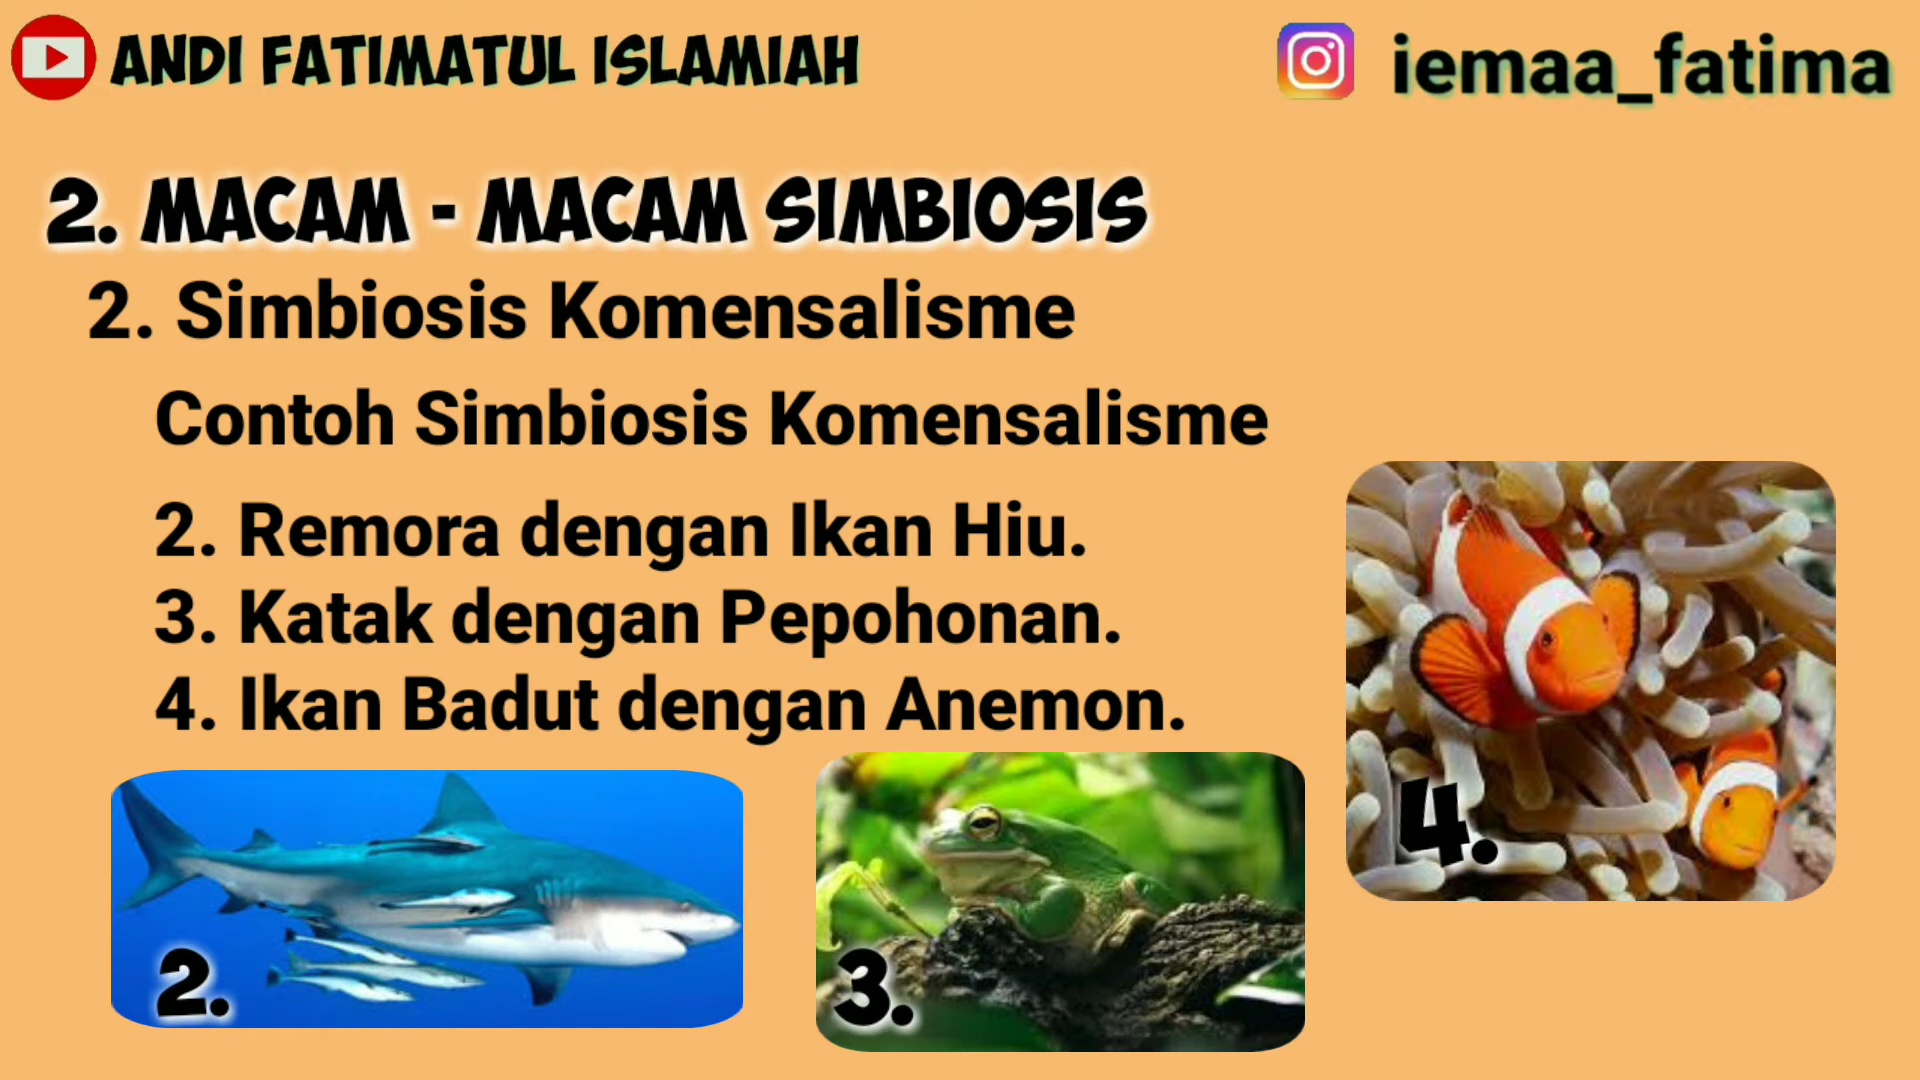 ANDI FATIMATUL ISLAMIAH
iemaa_fatima
2. MACAM - MACAM SIMBIOSIS
2. Simbiosis Komensalisme
Contoh Simbiosis Komensalisme
2. Remora dengan Ikan Hiu.
3. Katak dengan Pepohonan.
4. Ikan Badut dengan Anemon.
2.
3.
4.